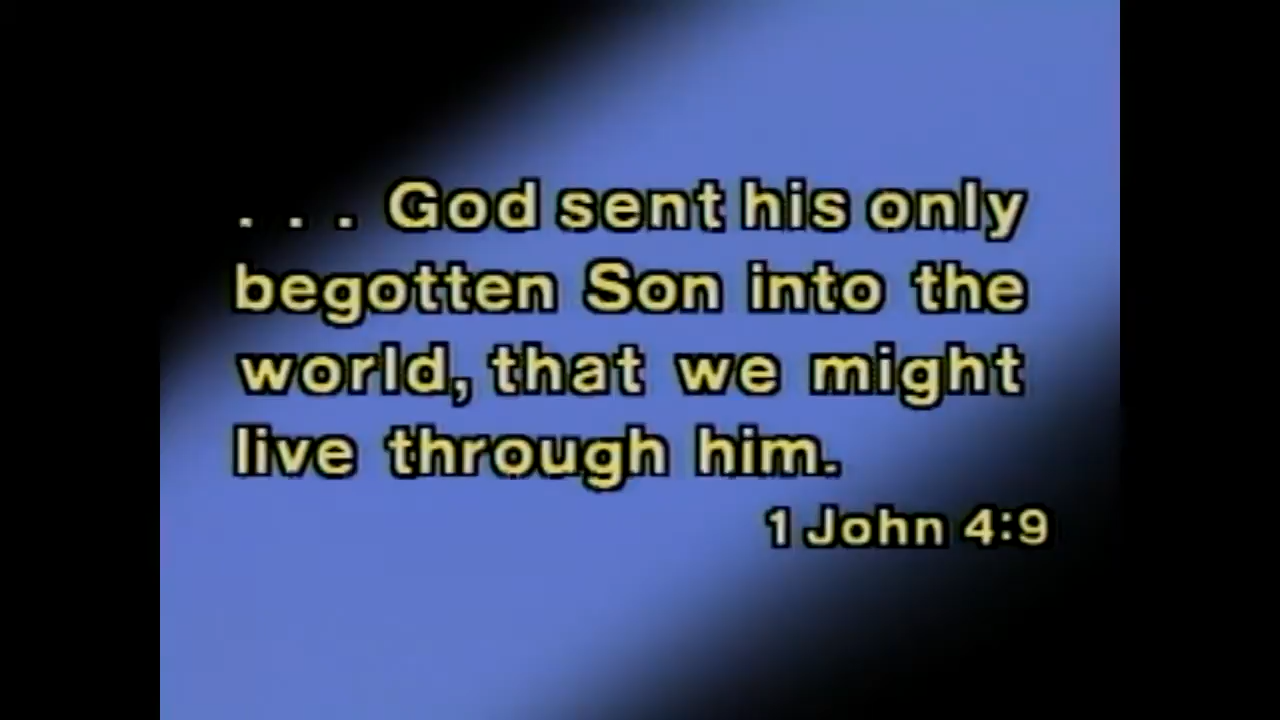 . . . God sent his only
begotten Son into the
world, that we might
live through him.
1 John 4:9